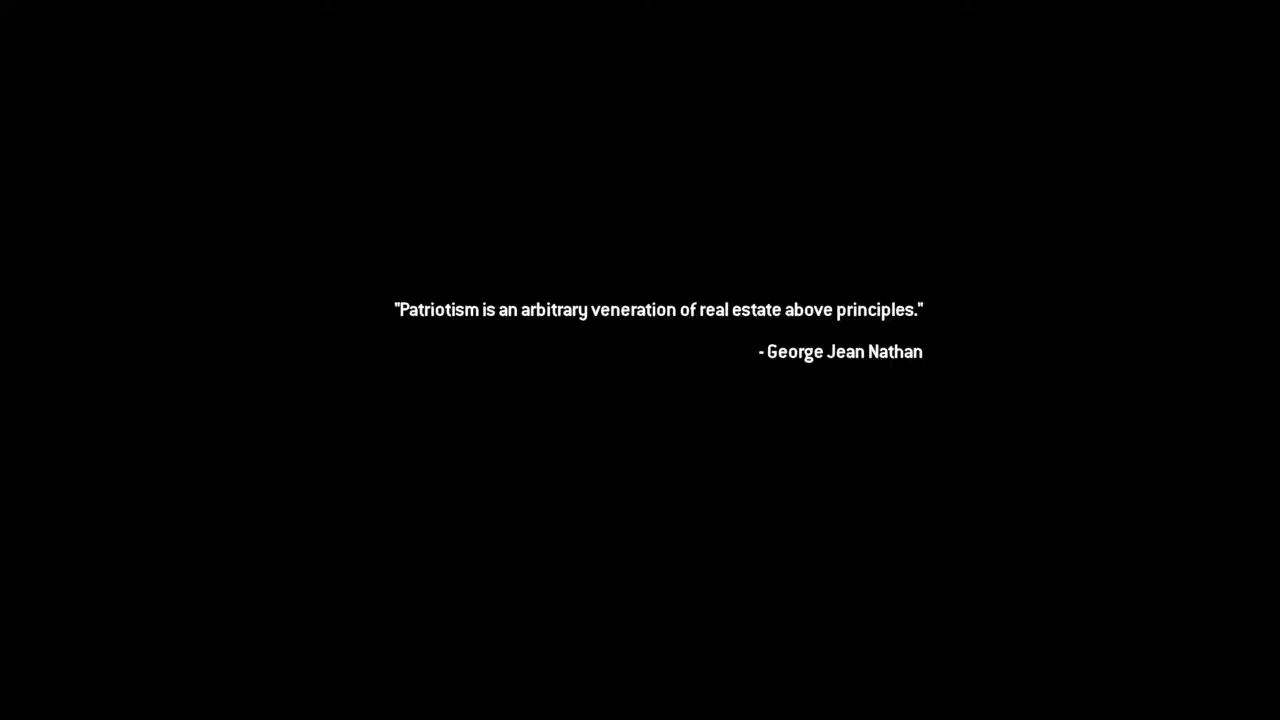 "Patriotism is an arbitrary veneration of real estate above principles."
- George Jean Nathan